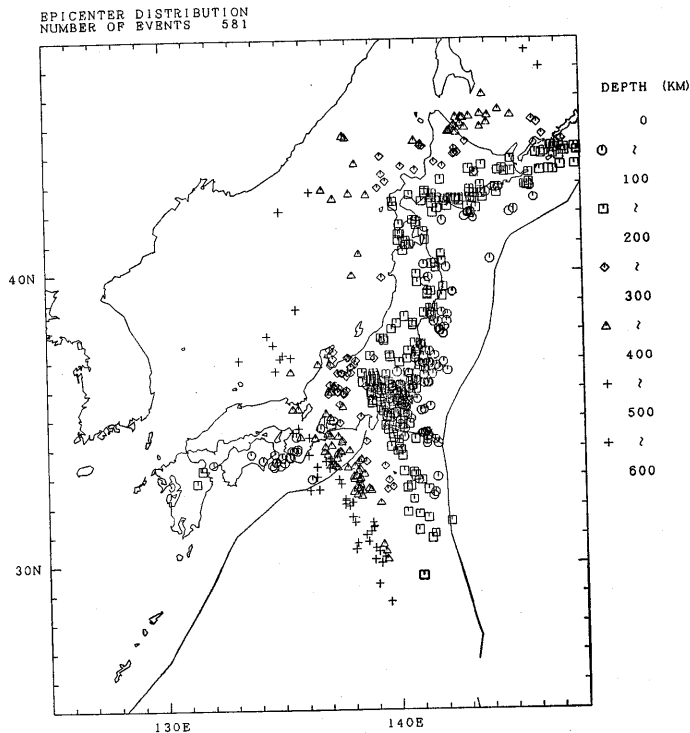 EPICENTER DISTRIBUTION
NUMBER OF EVENTS 581
DEPTH (KM)
0
~
100
~
200
~
300
~
400
~
500
~
600
40N
30N
130E
140E